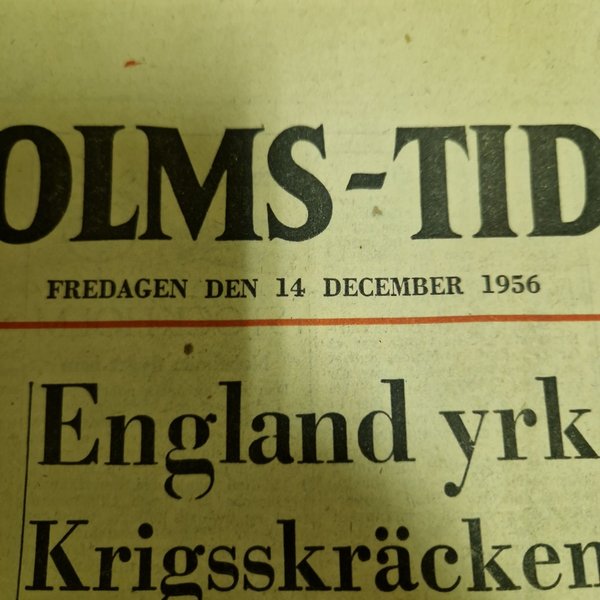 OLMS-TID
FREDAGEN DEN 14 DECEMBER 1956
England yrk
Krigsskräcken